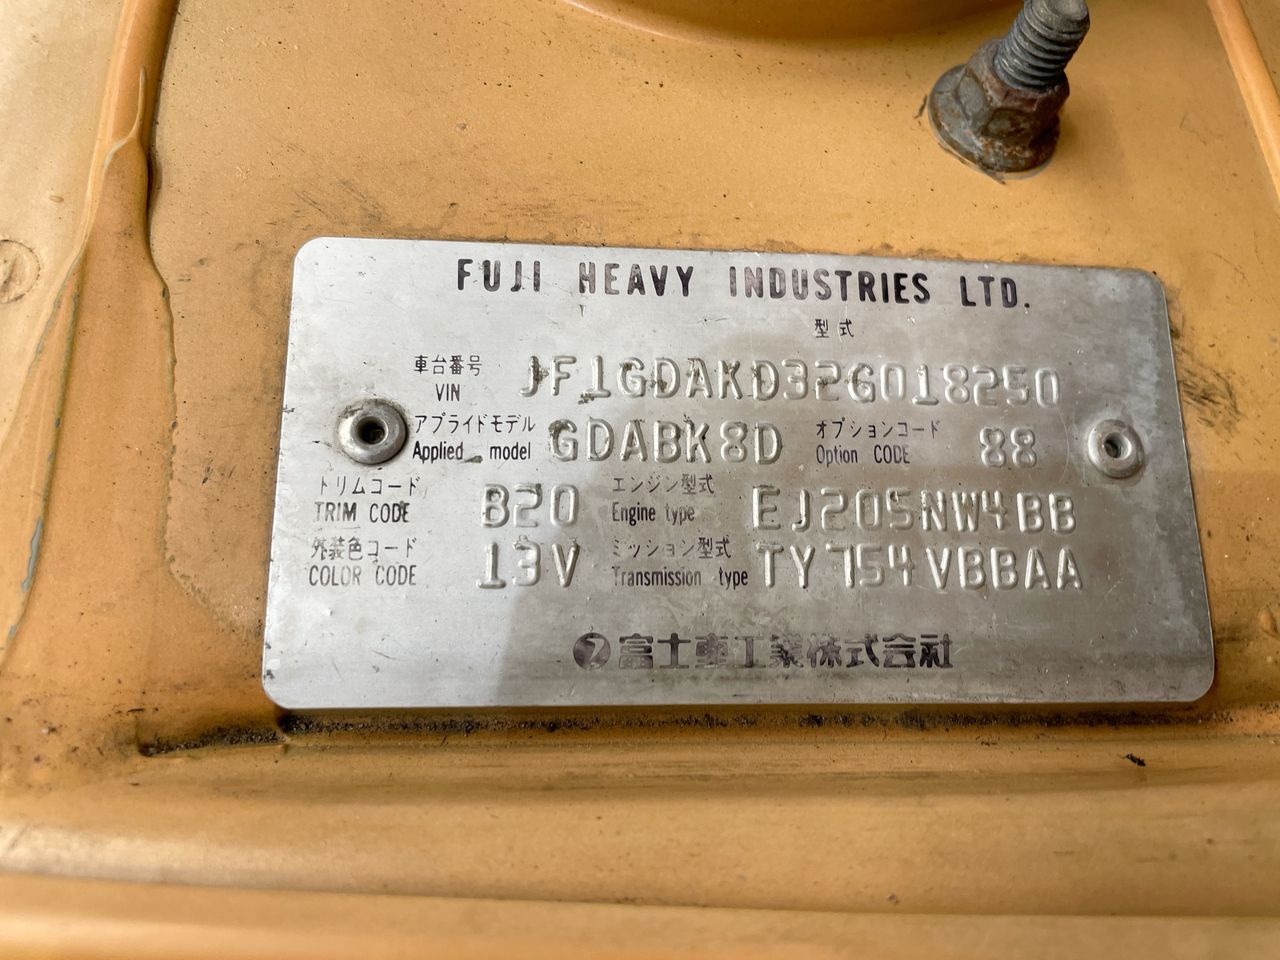 FUJI HEAVY INDUSTRIES LTD.
型式
車台番号
VIN JF1GDAKD32G018250
アプライドモデル オプションコード
Applied model GDABK8D Option CODE 88
トリムコード エンジン型式
TRIM CODE B20 Engine type EJ205NW4BB
外装色コード ミッション型式
COLOR CODE 13V Transmission type TY754VBBAA
富士重工業株式会社